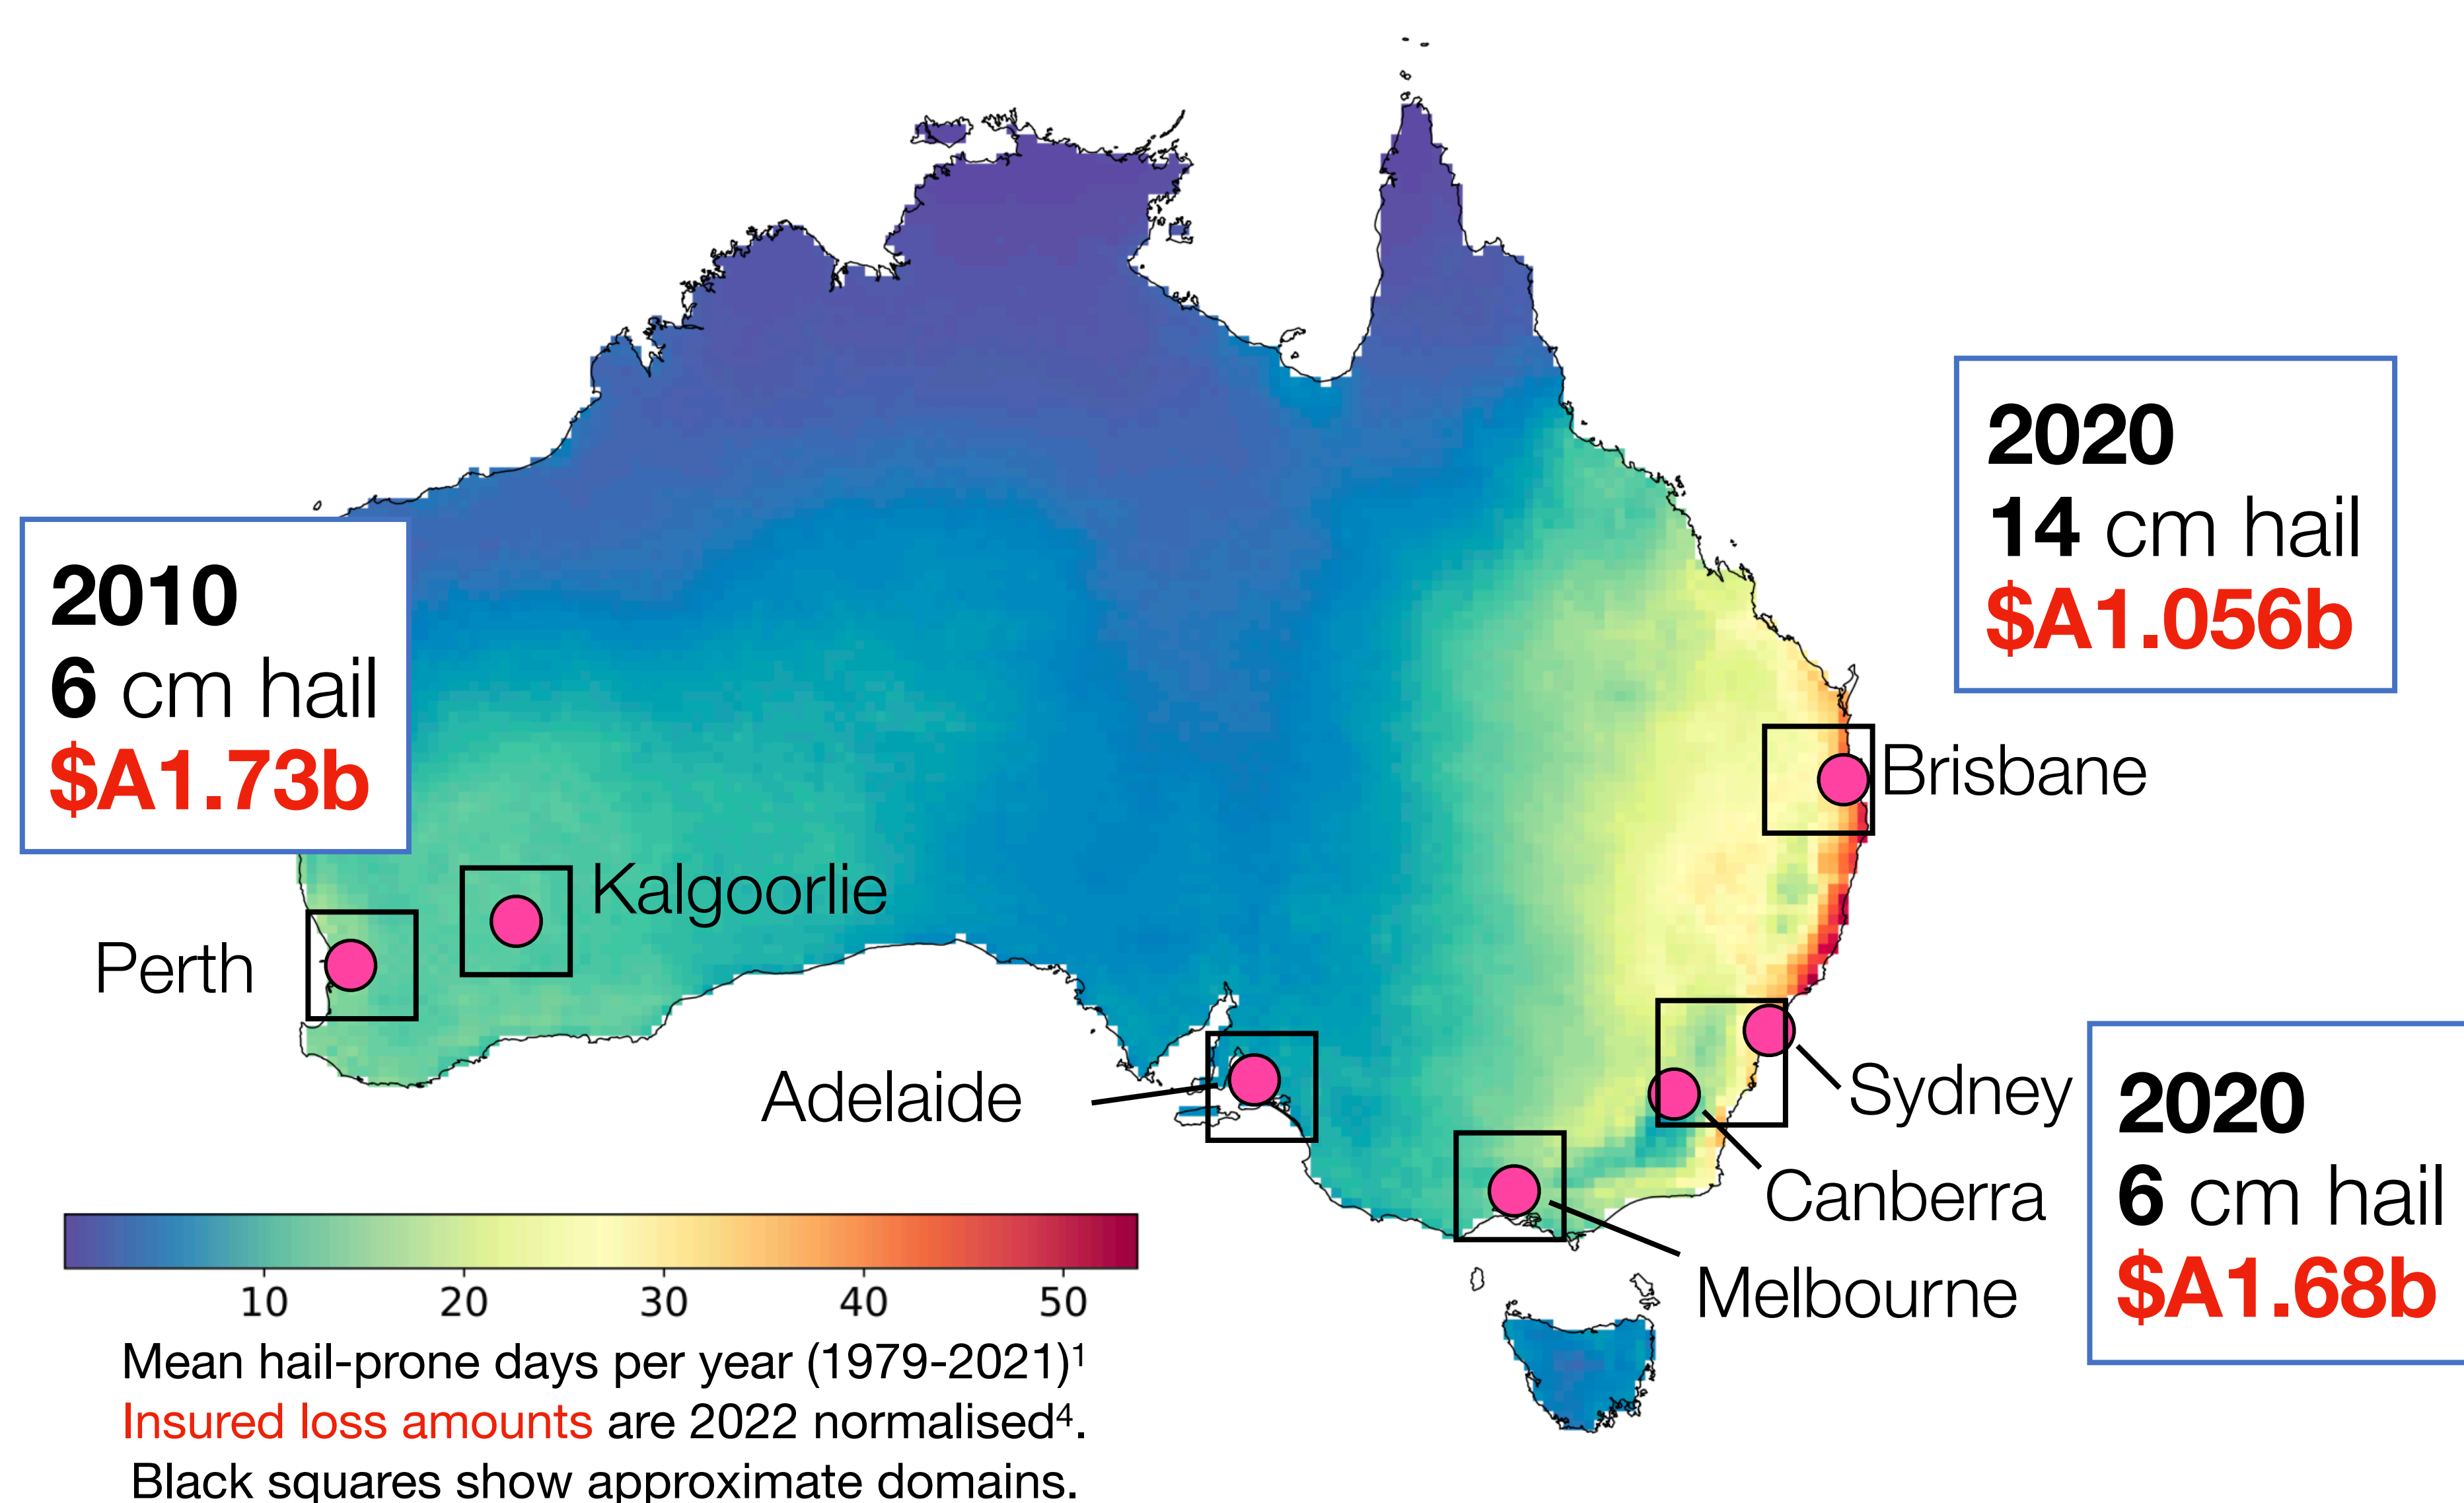 2020
14 cm hail
$A1.056b
2010
6 cm hail
$A1.73b
Brisbane
Kalgoorlie
Perth
Adelaide
Sydney
Canberra
Melbourne
2020
6 cm hail
$A1.68b
10 20 30 40 50
Mean hail-prone days per year (1979-2021)¹
Insured loss amounts are 2022 normalised⁴.
Black squares show approximate domains.